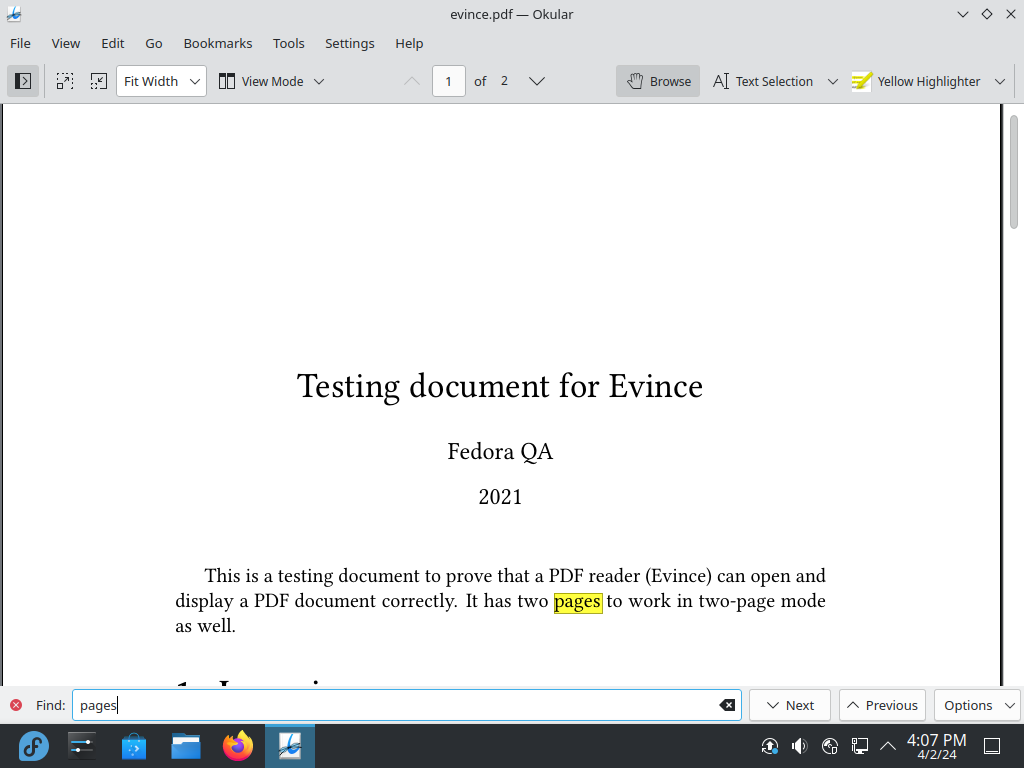 evince.pdf — Okular
File View Edit Go Bookmarks Tools Settings Help
Fit Width View Mode 1 of 2 Browse Text Selection Yellow Highlighter
Testing document for Evince
Fedora QA
2021
This is a testing document to prove that a PDF reader (Evince) can open and
display a PDF document correctly. It has two pages to work in two-page mode
as well.
Find: pages Next Previous Options
4:07 PM
4/2/24